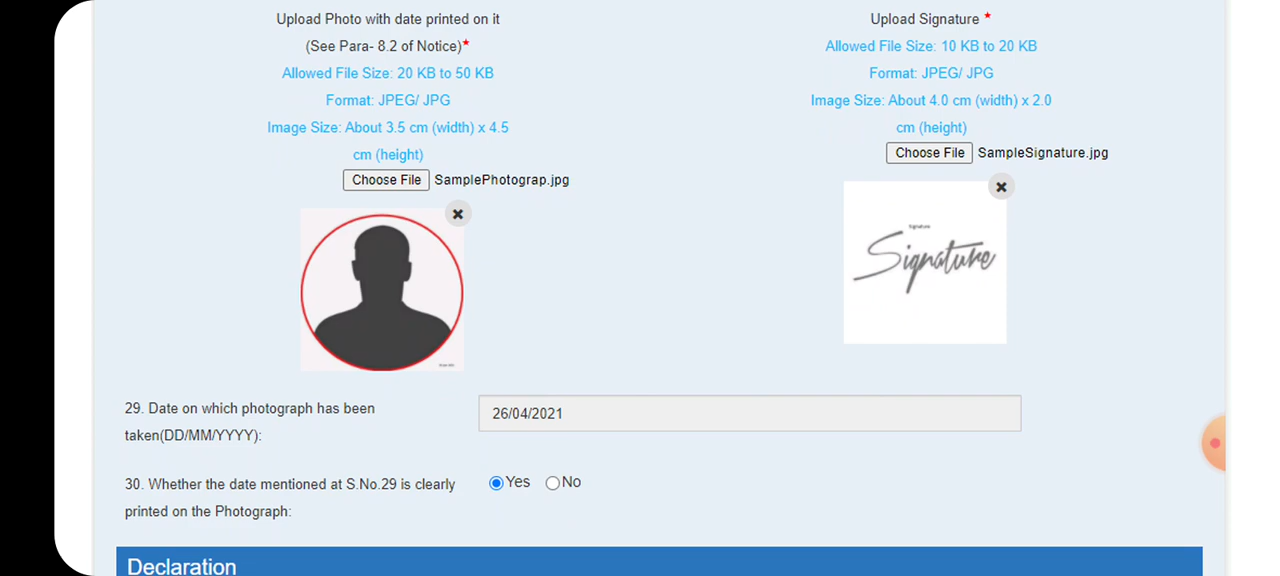 Upload Photo with date printed on it
(See Para- 8.2 of Notice)*
Allowed File Size: 20 KB to 50 KB
Format: JPEG/ JPG
Image Size: About 3.5 cm (width) x 4.5
cm (height)
Choose File SamplePhotograp.jpg
Upload Signature *
Allowed File Size: 10 KB to 20 KB
Format: JPEG/ JPG
Image Size: About 4.0 cm (width) x 2.0
cm (height)
Choose File SampleSignature.jpg
Signature
Signature
29. Date on which photograph has been
taken(DD/MM/YYYY):
26/04/2021
30. Whether the date mentioned at S.No.29 is clearly
printed on the Photograph:
Yes No
Declaration